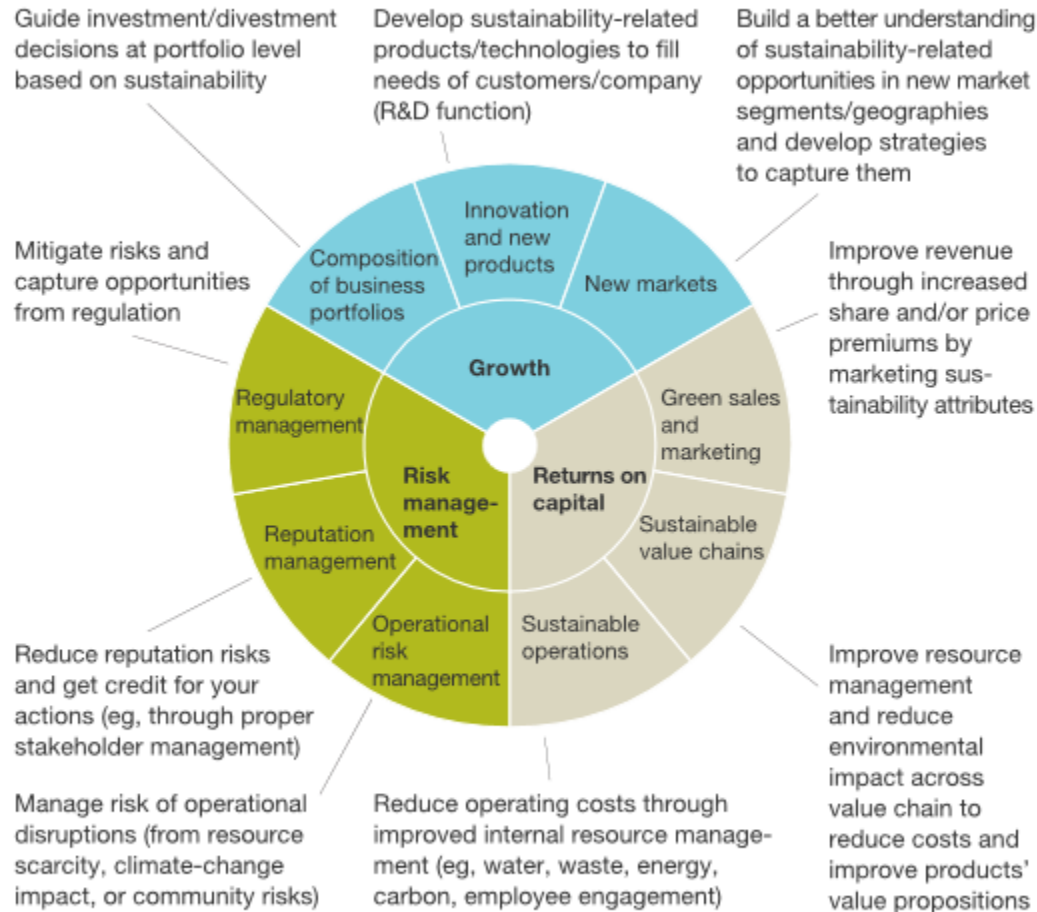 Guide investment/divestment
decisions at portfolio level
based on sustainability
Develop sustainability-related
products/technologies to fill
needs of customers/company
(R&D function)
Build a better understanding
of sustainability-related
opportunities in new market
segments/geographies
and develop strategies
to capture them
Mitigate risks and
capture opportunities
from regulation
Composition
of business
portfolios
Innovation
and new
products
New markets
Improve revenue
through increased
share and/or price
premiums by
marketing sus-
tainability attributes
Growth
Regulatory
management
Green sales
and
marketing
Risk
manage-
ment
Returns on
capital
Reputation
management
Sustainable
value chains
Operational
risk
management
Sustainable
operations
Reduce reputation risks
and get credit for your
actions (eg, through proper
stakeholder management)
Manage risk of operational
disruptions (from resource
scarcity, climate-change
impact, or community risks)
Reduce operating costs through
improved internal resource manage-
ment (eg, water, waste, energy,
carbon, employee engagement)
Improve resource
management
and reduce
environmental
impact across
value chain to
reduce costs and
improve products'
value propositions